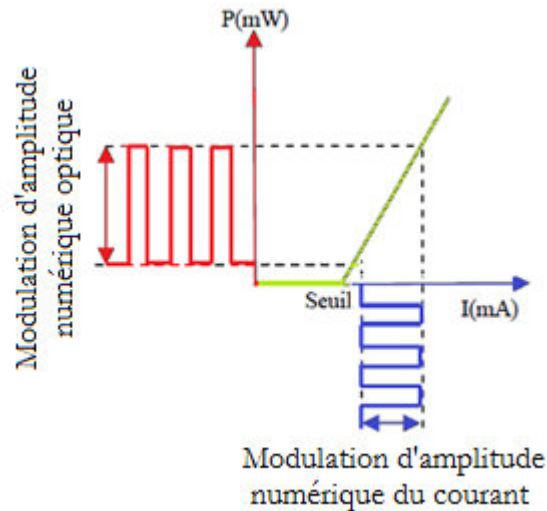 P(mW)
Modulation d'amplitude
numérique optique
Seuil
I(mA)
Modulation d'amplitude
numérique du courant